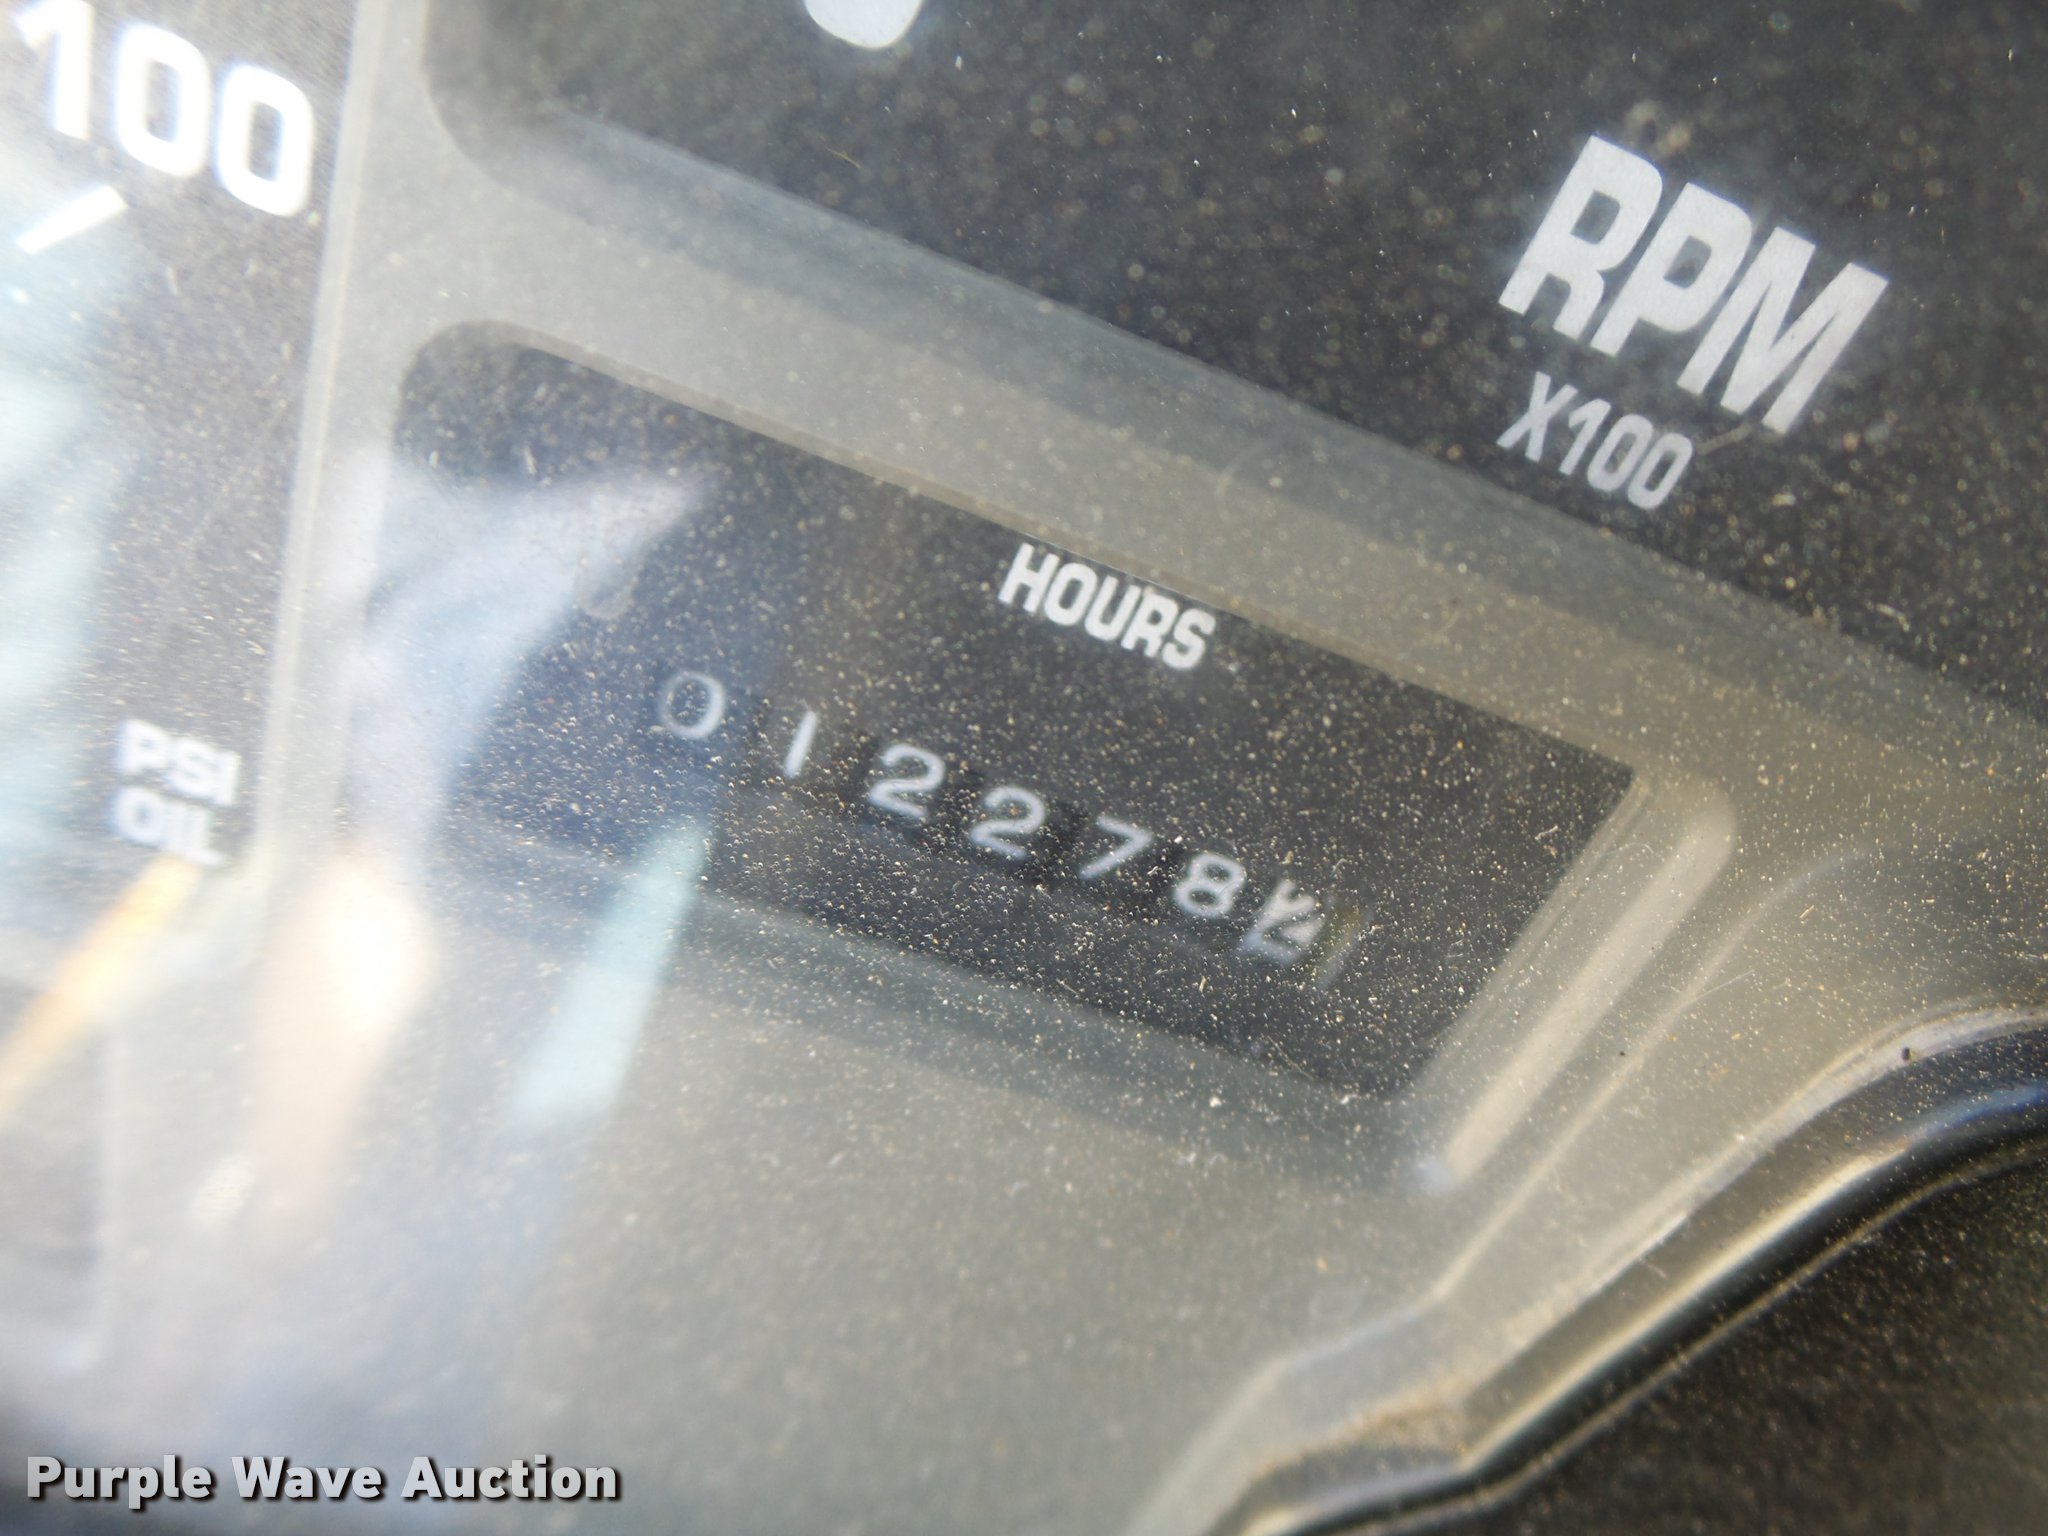 100
RPM
X100
HOURS
012278
PSI
OIL
Purple Wave Auction